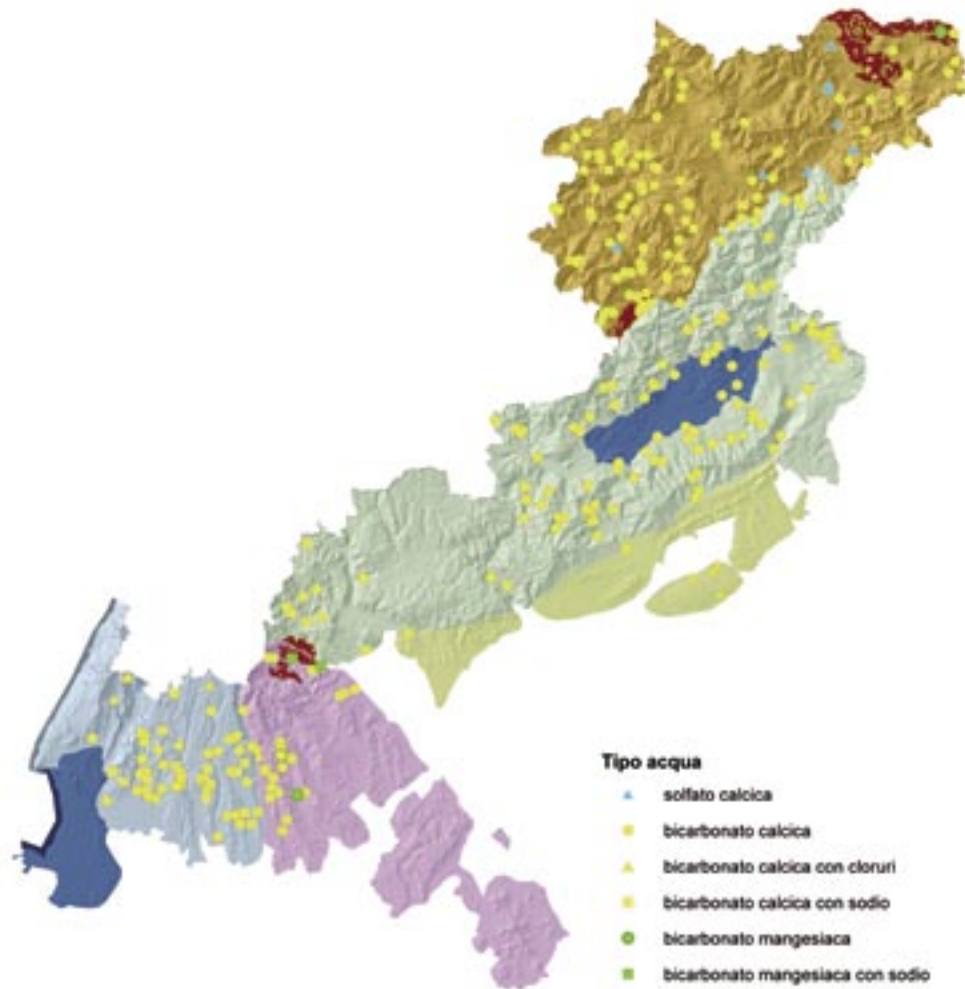 Tipo acqua
solfato calcica
bicarbonato calcica
bicarbonato calcica con cloruri
bicarbonato calcica con sodio
bicarbonato mangesiaca
bicarbonato mangesiaca con sodio